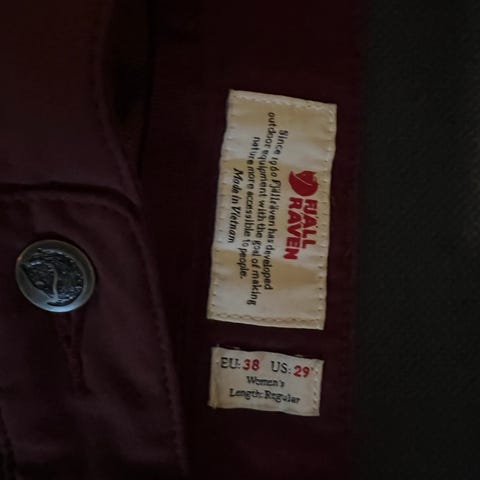 FJÄLL
RÄVEN
Since 1960 Fjällräven has developed
outdoor equipment with the goal of making
nature more accessible to people.
Made in Vietnam
EU: 38 US: 29"
Women's
Length: Regular